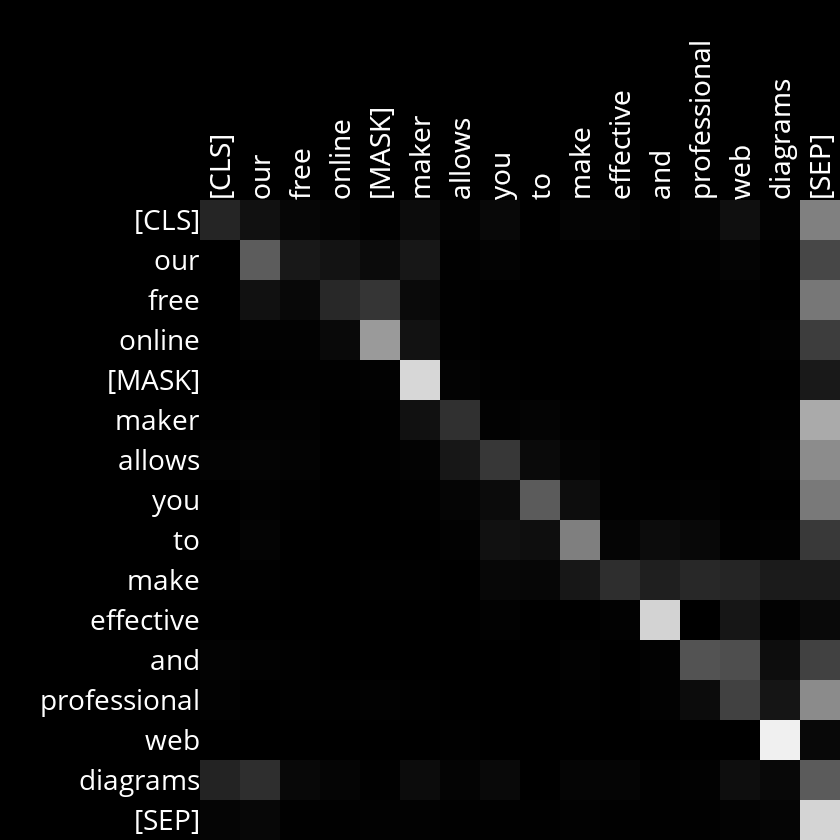 [CLS]
our
free
online
[MASK]
maker
allows
you
to
make
effective
and
professional
web
diagrams
[SEP]
[CLS]
our
free
online
[MASK]
maker
allows
you
to
make
effective
and
professional
web
diagrams
[SEP]